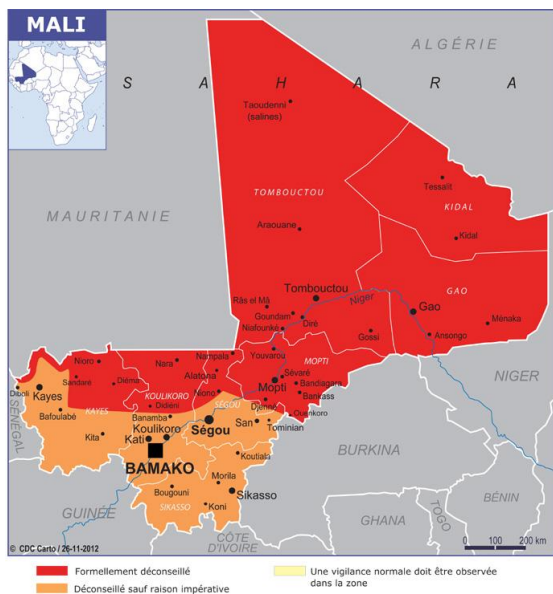 MALI
ALGÉRIE
S A H A R A
Taoudenni
(salines)
TOMBOUCTOU
Tessalit
KIDAL
MAURITANIE
Araouane
Kidal
Tombouctou
Niger
GAO
Râs el Mâ
Goundam
Diré
Gao
Niafounké
Ménaka
Gossi
Ansongo
Nampala
Youvarou
Nioro
Nara
MOPTI
NIGER
Sandaré
Diéma
Alatona
Sévaré
Mopti
Bandiagara
Bankass
KOULIKORO
Niono
Kayes
Didiéni
SÉGOU
Djenné
Ouenkoro
KAYES
SÉNÉGAL
Bafoulabé
Banamba
Ségou
San
Tominian
Kita
Koulikoro
Kati
BURKINA
BAMAKO
Koutiala
Morila
Bougouni
Sikasso
BÉNIN
SIKASSO
Koni
GUINÉE
GHANA
TOGO
CÔTE
D'IVOIRE
0 100 200 km
© CDC Carto / 26-11-2012
Formellement déconseillé
Déconseillé sauf raison impérative
Une vigilance normale doit être observée
dans la zone